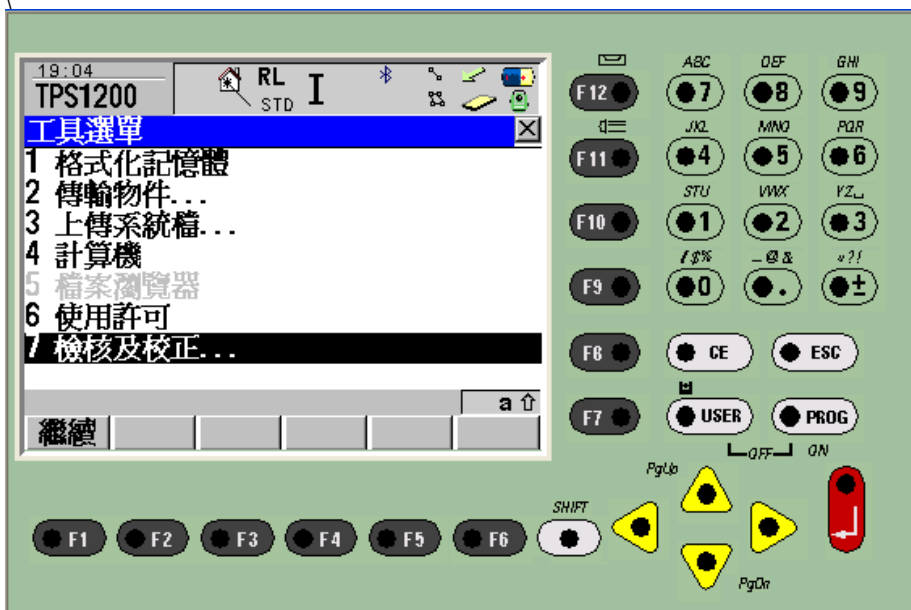 19:04
TPS1200
RL
STD
I
工具選單
1 格式化記憶體
2 傳輸物件...
3 上傳系統檔...
4 計算機
5 檔案瀏覽器
6 使用許可
7 檢核及校正...
a ⇧
繼續
F12
ABC
7
DEF
8
GHI
9
F11
JKL
4
MNO
5
PQR
6
F10
STU
1
VWX
2
YZ␣
3
F9
/$%
0
_@&
.
*?!
±
F8
CE
ESC
F7
USER
PROG
OFF
ON
PgUp
SHIFT
F1
F2
F3
F4
F5
F6
PgDn